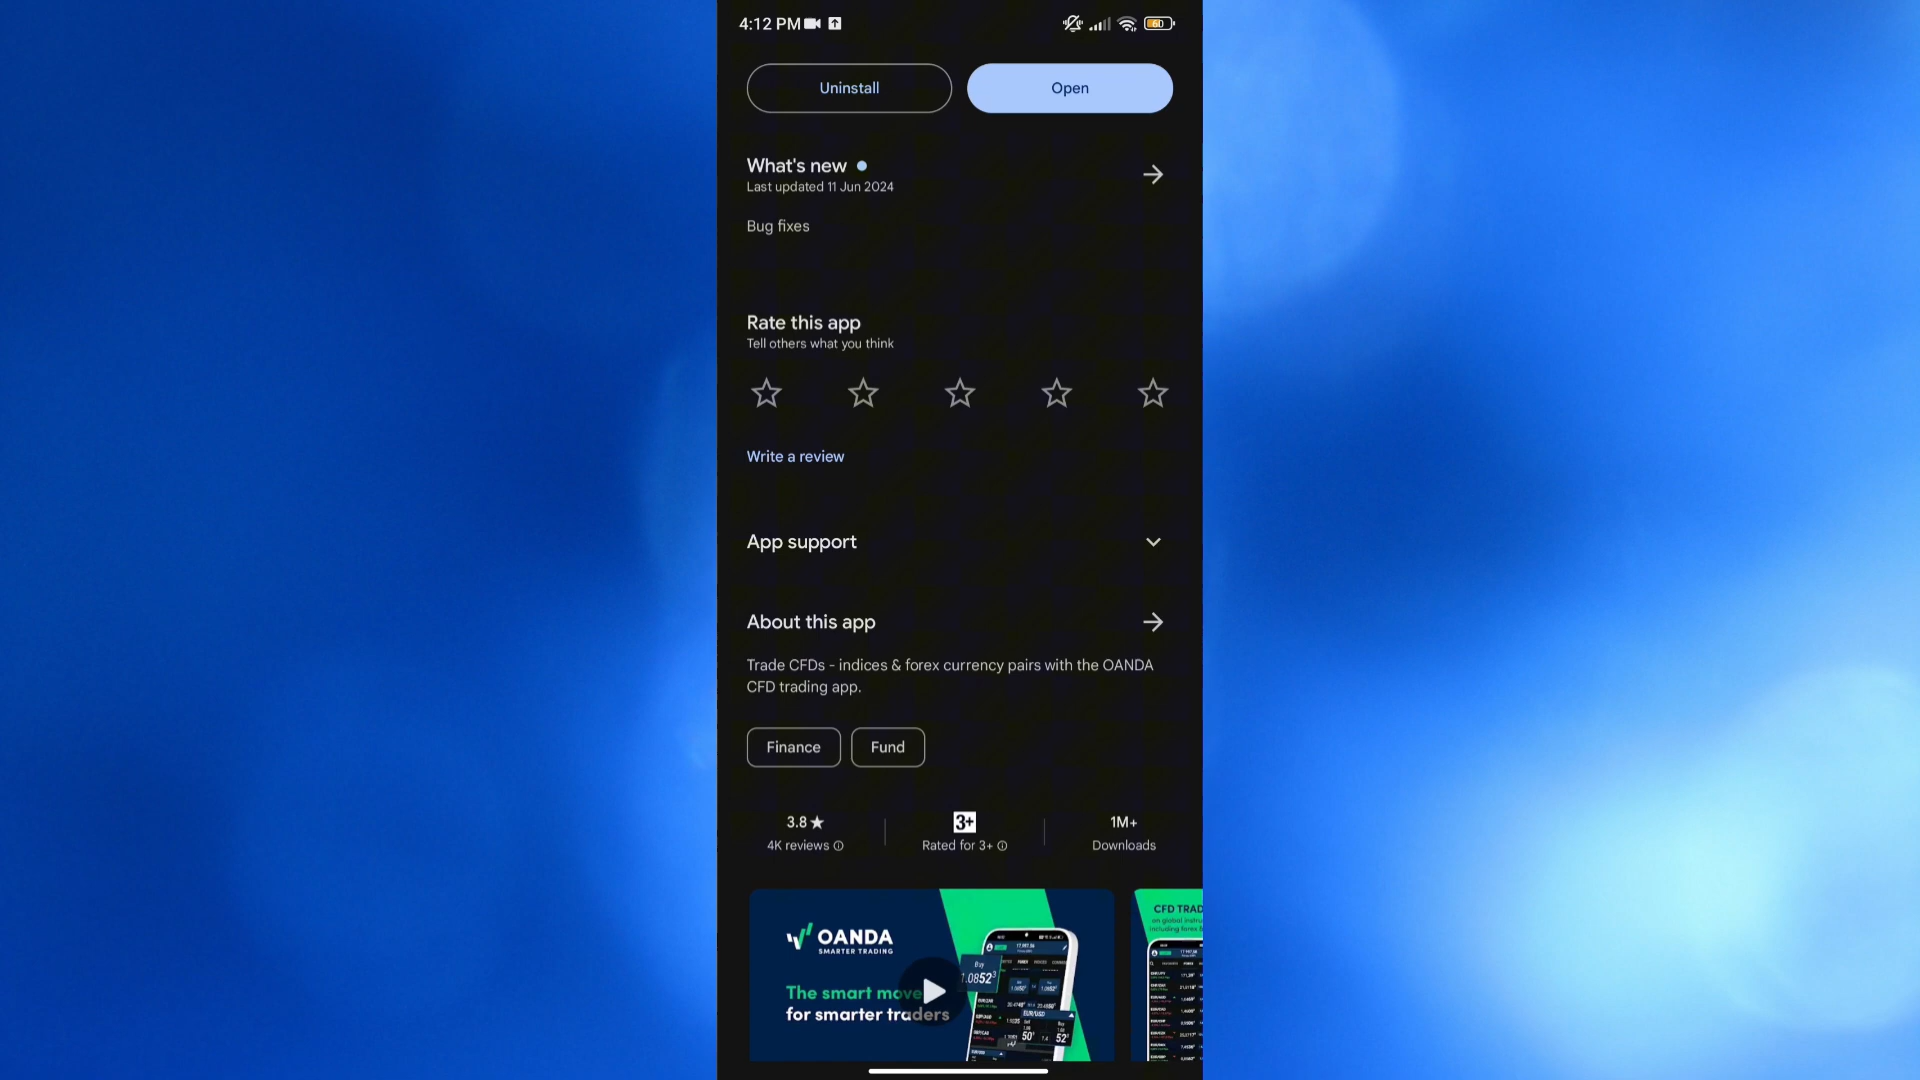 4:12 PM
60
Uninstall
Open
What's new
Last updated 11 Jun 2024
Bug fixes
Rate this app
Tell others what you think
Write a review
App support
About this app
Trade CFDs - indices & forex currency pairs with the OANDA
CFD trading app.
Finance
Fund
3.8★
3+
1M+
4K reviews
Rated for 3+
Downloads
OANDA
SMARTER TRADING
The smart move
for smarter traders
Buy
1.0852³
EUR/USD
CFD TRAD